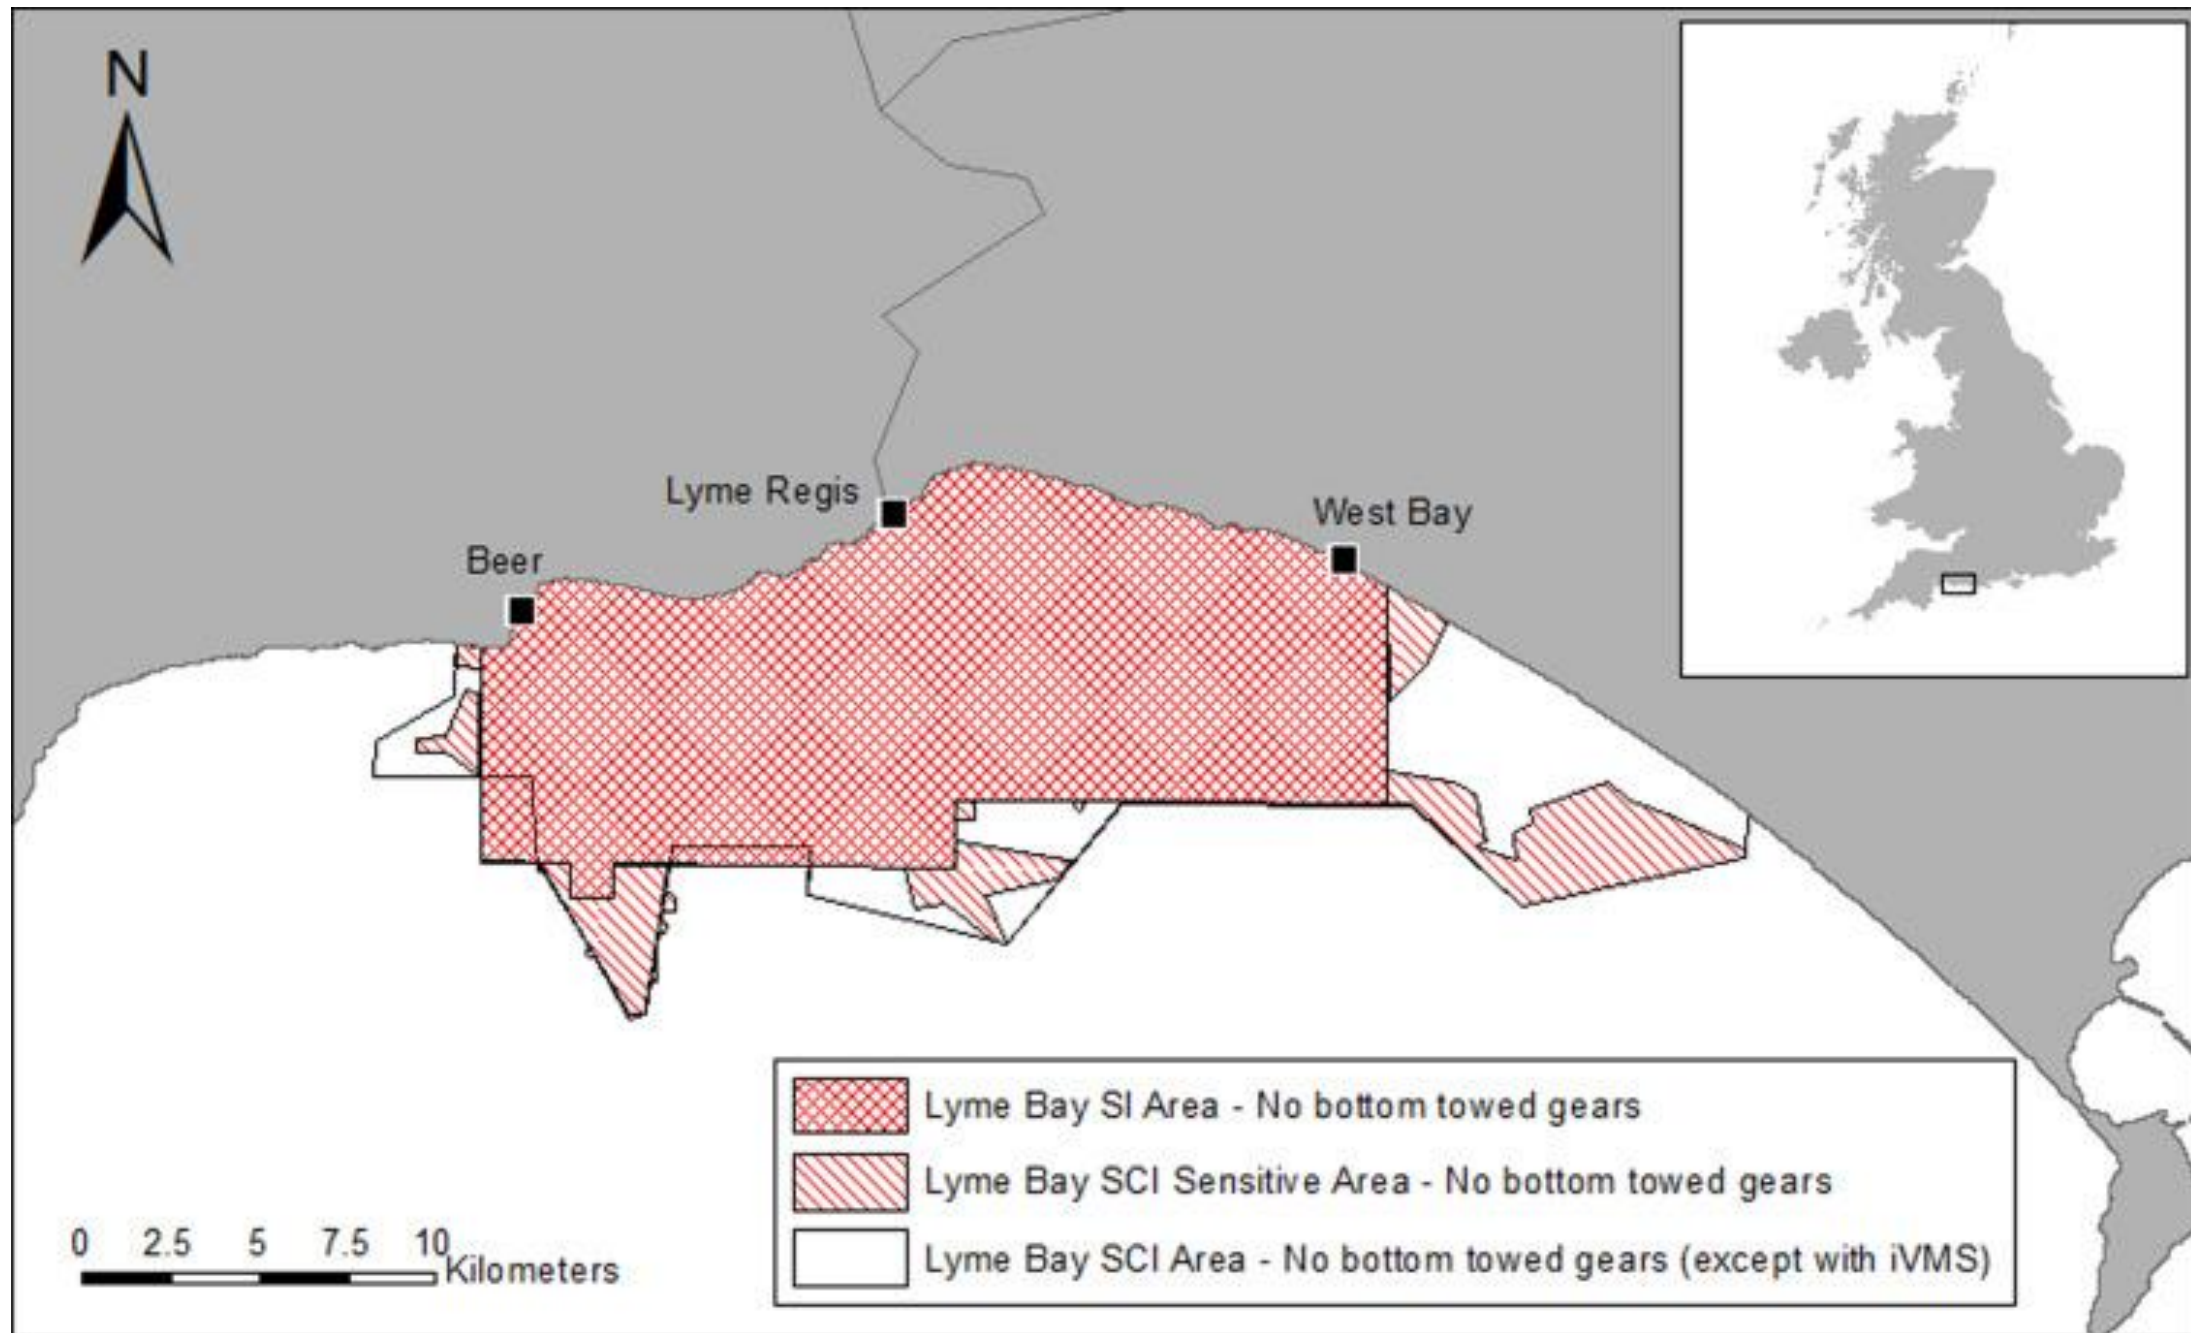 N
Lyme Regis
West Bay
Beer
Lyme Bay SI Area - No bottom towed gears
Lyme Bay SCI Sensitive Area - No bottom towed gears
Lyme Bay SCI Area - No bottom towed gears (except with iVMS)
0 2.5 5 7.5 10
Kilometers